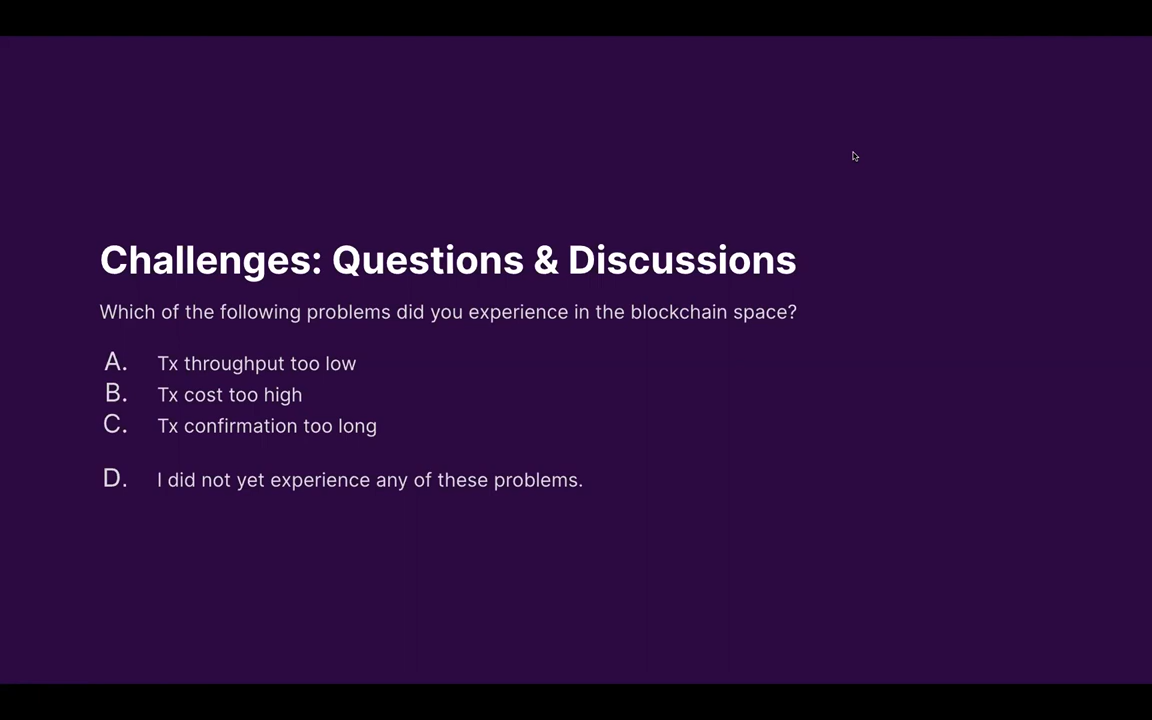 Challenges: Questions & Discussions
Which of the following problems did you experience in the blockchain space?
A. Tx throughput too low
B. Tx cost too high
C. Tx confirmation too long
D. I did not yet experience any of these problems.